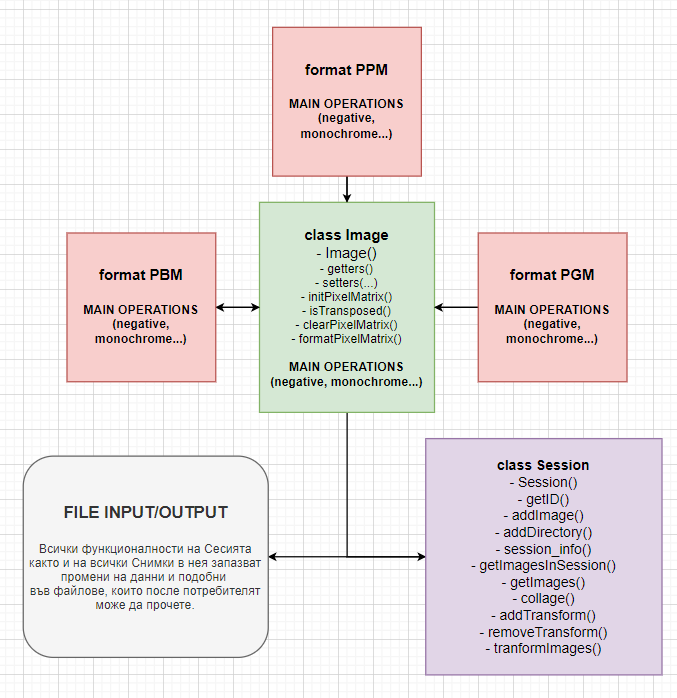 format PPM
MAIN OPERATIONS
(negative,
monochrome...)
format PBM
MAIN OPERATIONS
(negative,
monochrome...)
class Image
- Image()
- getters()
- setters(...)
- initPixelMatrix()
- isTransposed()
- clearPixelMatrix()
- formatPixelMatrix()
MAIN OPERATIONS
(negative, monochrome...)
format PGM
MAIN OPERATIONS
(negative,
monochrome...)
FILE INPUT/OUTPUT
Всички функционалности на Сесията
както и на всички Снимки в нея запазват
промени на данни и подобни
във файлове, които после потребителят
може да прочете.
class Session
- Session()
- getID()
- addImage()
- addDirectory()
- session_info()
- getImagesInSession()
- getImages()
- collage()
- addTransform()
- removeTransform()
- tranformImages()